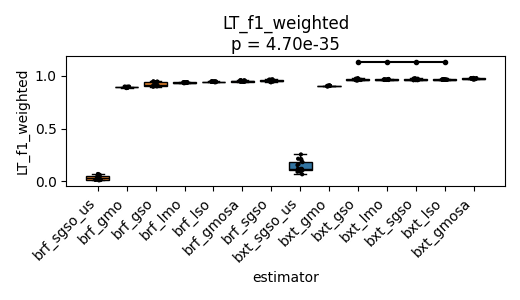 LT_f1_weighted
p = 4.70e-35
LT_f1_weighted
1.0
0.5
0.0
brf_sgso_us
brf_gmo
brf_gso
brf_lmo
brf_lso
brf_gmosa
brf_sgso
bxt_sgso_us
bxt_gmo
bxt_gso
bxt_lmo
bxt_sgso
bxt_lso
bxt_gmosa
estimator